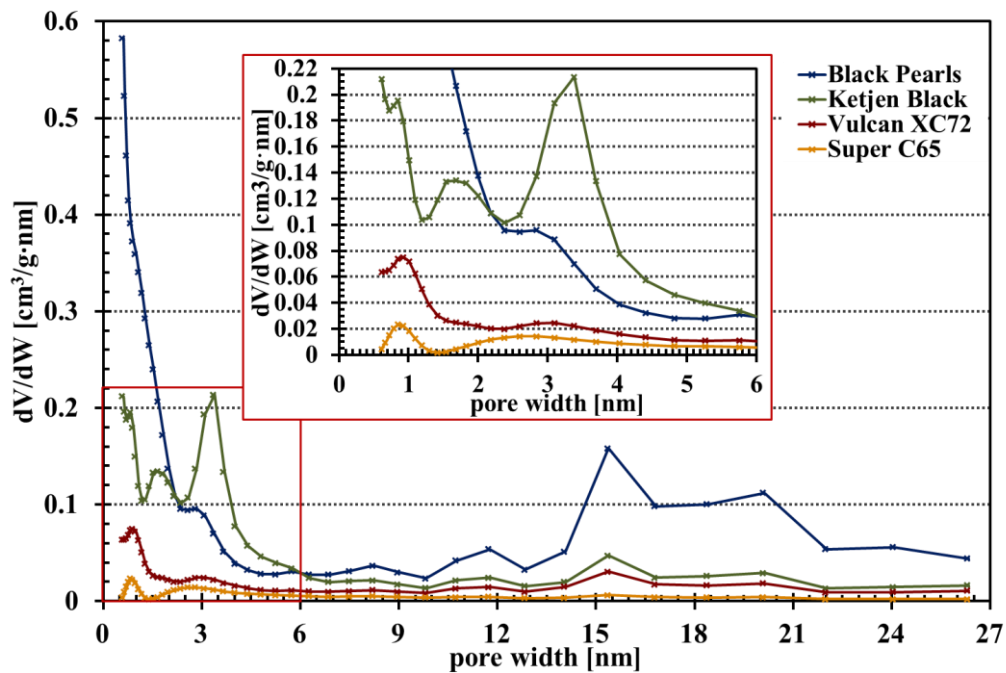 0.6
0.5
0.4
0.3
0.2
0.1
0
dV/dW [cm³/g·nm]
0 3 6 9 12 15 18 21 24 27
pore width [nm]
0.22
0.2
0.18
0.16
0.14
0.12
0.1
0.08
0.06
0.04
0.02
0
dV/dW [cm3/g·nm]
0 1 2 3 4 5 6
pore width [nm]
Black Pearls
Ketjen Black
Vulcan XC72
Super C65